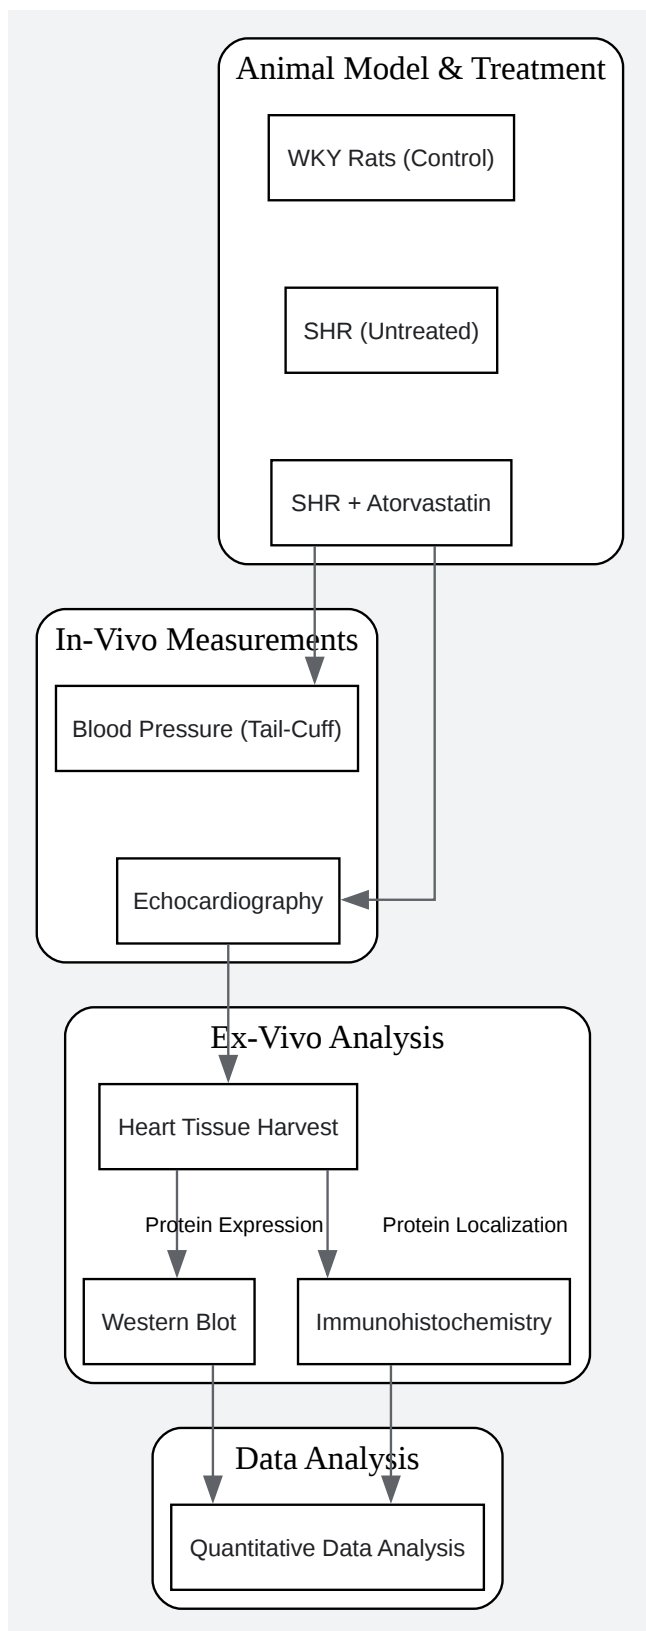 Animal Model & Treatment
WKY Rats (Control)
SHR (Untreated)
SHR + Atorvastatin
In-Vivo Measurements
Blood Pressure (Tail-Cuff)
Echocardiography
Ex-Vivo Analysis
Heart Tissue Harvest
Protein Expression
Protein Localization
Western Blot
Immunohistochemistry
Data Analysis
Quantitative Data Analysis